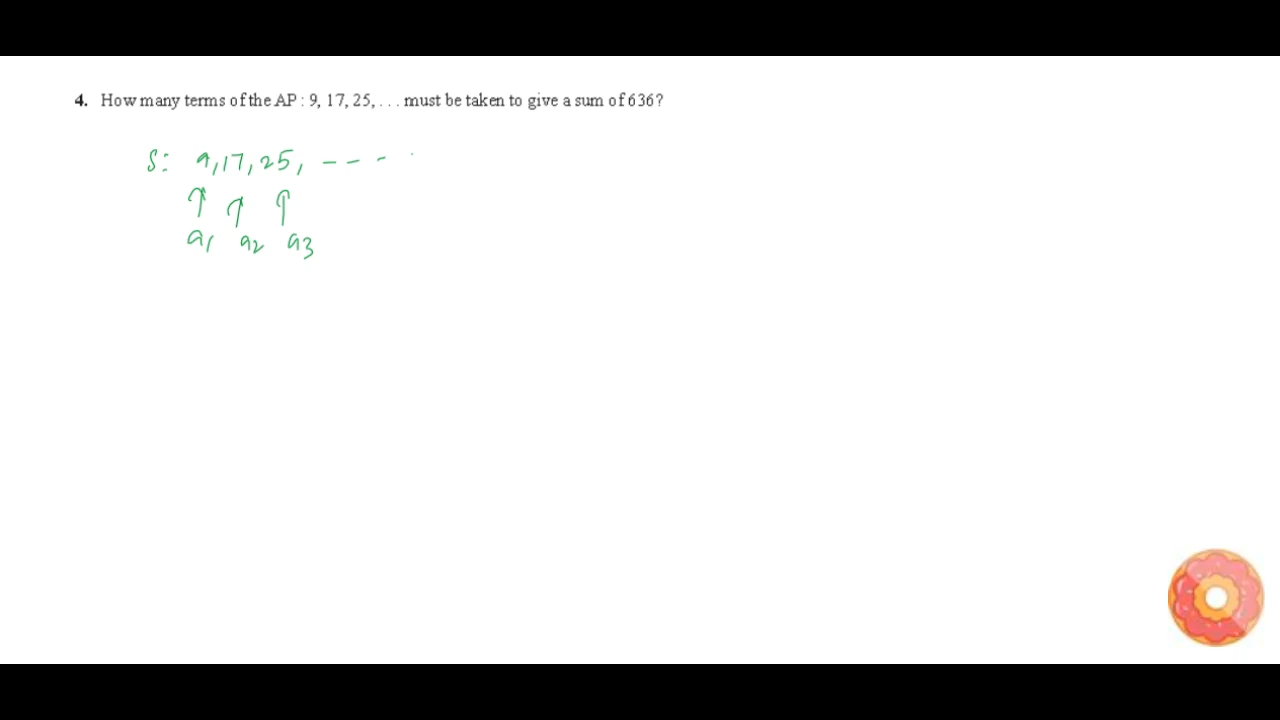 4. How many terms of the AP : 9, 17, 25, . . . must be taken to give a sum of 636?
S: 9, 17, 25, - - - -
↑ ↑ ↑
a1 a2 a3